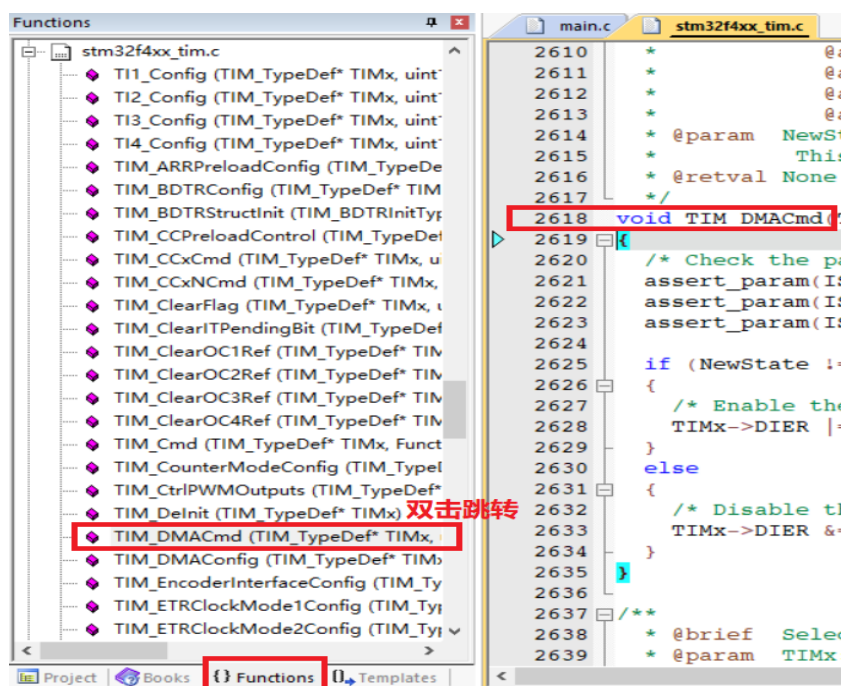 Functions
stm32f4xx_tim.c
TI1_Config (TIM_TypeDef* TIMx, uint
TI2_Config (TIM_TypeDef* TIMx, uint
TI3_Config (TIM_TypeDef* TIMx, uint
TI4_Config (TIM_TypeDef* TIMx, uint
TIM_ARRPreloadConfig (TIM_TypeDe
TIM_BDTRConfig (TIM_TypeDef* TIM
TIM_BDTRStructInit (TIM_BDTRInitTyp
TIM_CCPreloadControl (TIM_TypeDef
TIM_CCxCmd (TIM_TypeDef* TIMx, u
TIM_CCxNCmd (TIM_TypeDef* TIMx,
TIM_ClearFlag (TIM_TypeDef* TIMx, u
TIM_ClearITPendingBit (TIM_TypeDef
TIM_ClearOC1Ref (TIM_TypeDef* TIM
TIM_ClearOC2Ref (TIM_TypeDef* TIM
TIM_ClearOC3Ref (TIM_TypeDef* TIM
TIM_ClearOC4Ref (TIM_TypeDef* TIM
TIM_Cmd (TIM_TypeDef* TIMx, Funct
TIM_CounterModeConfig (TIM_Type
TIM_CtrlPWMOutputs (TIM_TypeDef*
TIM_DeInit (TIM_TypeDef* TIMx)
双击跳转
TIM_DMACmd (TIM_TypeDef* TIMx,
TIM_DMAConfig (TIM_TypeDef* TIM
TIM_EncoderInterfaceConfig (TIM_Ty
TIM_ETRClockMode1Config (TIM_Typ
TIM_ETRClockMode2Config (TIM_Typ
Project
Books
{} Functions
Templates
main.c
stm32f4xx_tim.c
2610 * @
2611 * @
2612 * @
2613 * @
2614 * @param NewSt
2615 * This
2616 * @retval None
2617 */
2618 void TIM_DMACmd(
2619 {
2620 /* Check the pa
2621 assert_param(IS
2622 assert_param(IS
2623 assert_param(IS
2624
2625 if (NewState !=
2626 {
2627 /* Enable the
2628 TIMx->DIER |=
2629 }
2630 else
2631 {
2632 /* Disable th
2633 TIMx->DIER &=
2634 }
2635 }
2636
2637 /**
2638 * @brief Selec
2639 * @param TIMx